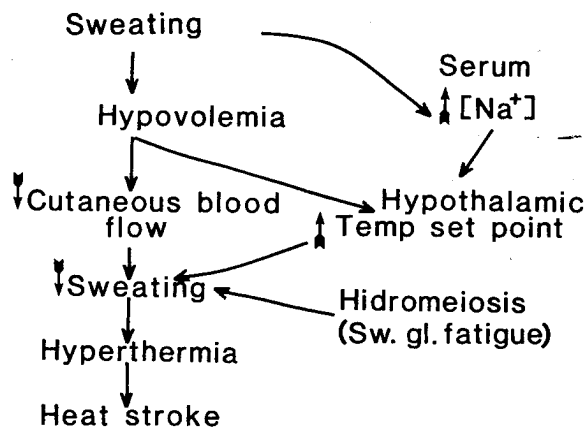 Sweating
Serum
[Na⁺]
Hypovolemia
Cutaneous blood
flow
Hypothalamic
Temp set point
Sweating
Hidromeiosis
(Sw. gl. fatigue)
Hyperthermia
Heat stroke